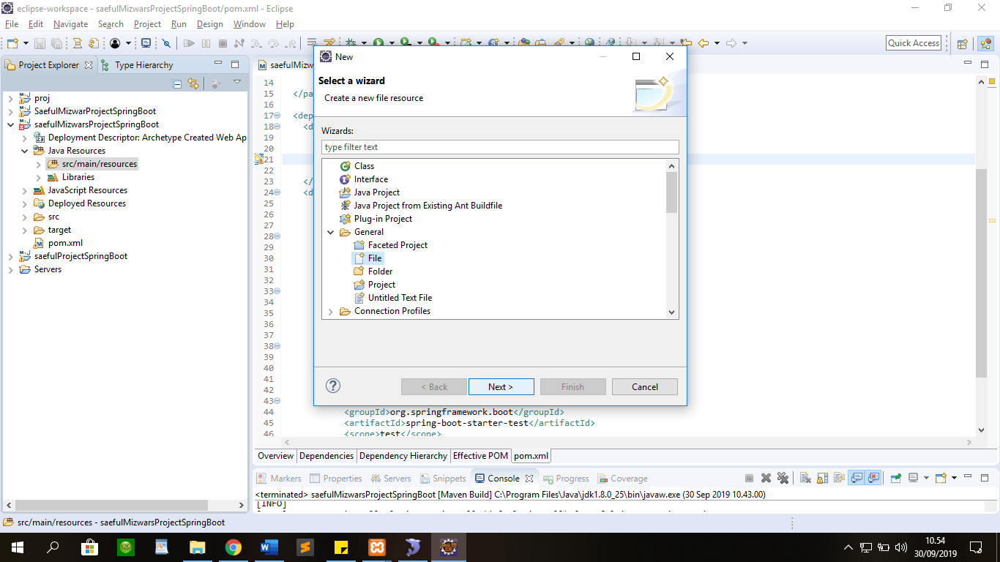 eclipse-workspace - saefulMizwarsProjectSpringBoot/pom.xml - Eclipse
File Edit Navigate Search Project Run Design Window Help
Quick Access
Project Explorer Type Hierarchy
proj
SaefulMizwarProjectSpringBoot
saefulMizwarsProjectSpringBoot
Deployment Descriptor: Archetype Created Web Ap
Java Resources
src/main/resources
Libraries
JavaScript Resources
Deployed Resources
src
target
pom.xml
saefulProjectSpringBoot
Servers
saefulMizw
14
15 </pa
16
17 <dep
18 <d
19
20
21
22
23 </
24 <d
25
26
27
28
29
30
31
32
33
34
35
36
37
38
39
40
41
42
43
44 <groupId>org.springframework.boot</groupId>
45 <artifactId>spring-boot-starter-test</artifactId>
46 <scope>test</scope>
New
Select a wizard
Create a new file resource
Wizards:
type filter text
Class
Interface
Java Project
Java Project from Existing Ant Buildfile
Plug-in Project
General
Faceted Project
File
Folder
Project
Untitled Text File
Connection Profiles
< Back Next > Finish Cancel
Overview Dependencies Dependency Hierarchy Effective POM pom.xml
Markers Properties Servers Snippets Console Progress Coverage
<terminated> saefulMizwarsProjectSpringBoot [Maven Build] C:\Program Files\Java\jdk1.8.0_25\bin\javaw.exe (30 Sep 2019 10.43.00)
[INFO]
src/main/resources - saefulMizwarsProjectSpringBoot
10.54
30/09/2019